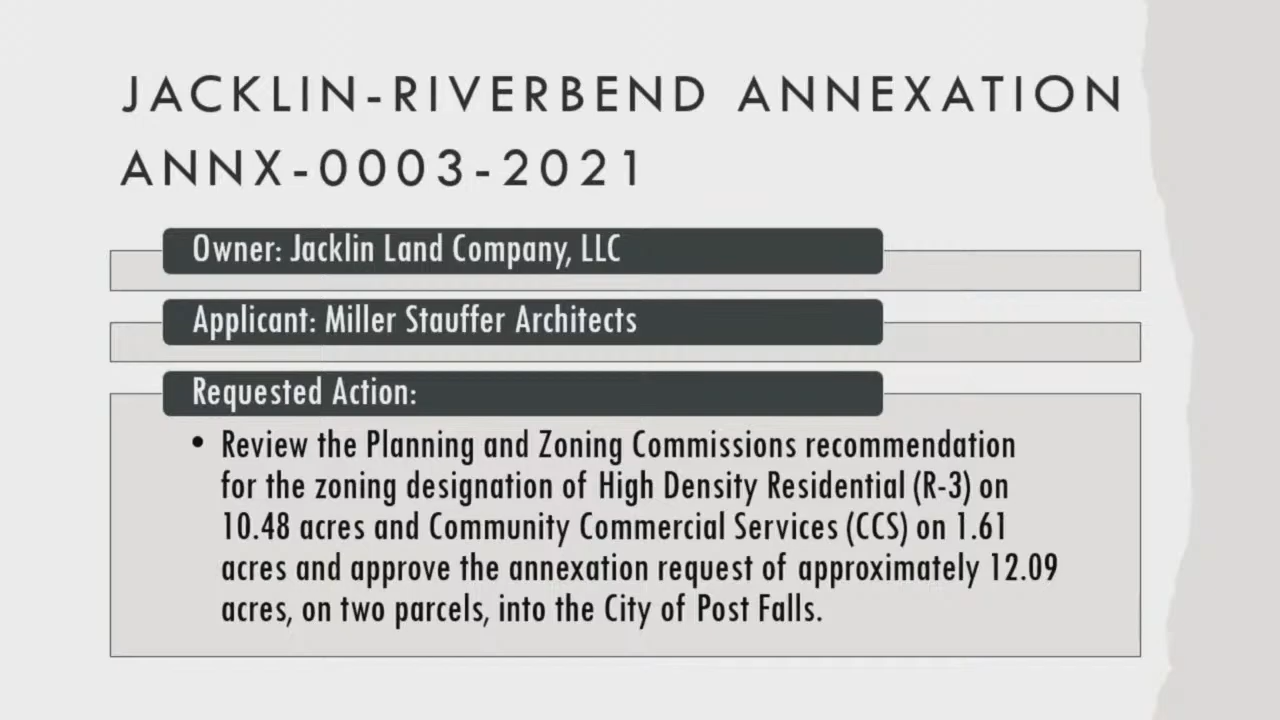 JACKLIN-RIVERBEND ANNEXATION
ANNX-0003-2021
Owner: Jacklin Land Company, LLC
Applicant: Miller Stauffer Architects
Requested Action:
• Review the Planning and Zoning Commissions recommendation
for the zoning designation of High Density Residential (R-3) on
10.48 acres and Community Commercial Services (CCS) on 1.61
acres and approve the annexation request of approximately 12.09
acres, on two parcels, into the City of Post Falls.